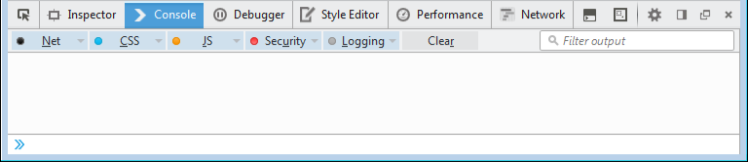 Inspector Console Debugger Style Editor Performance Network
Net CSS JS Security Logging Clear Filter output